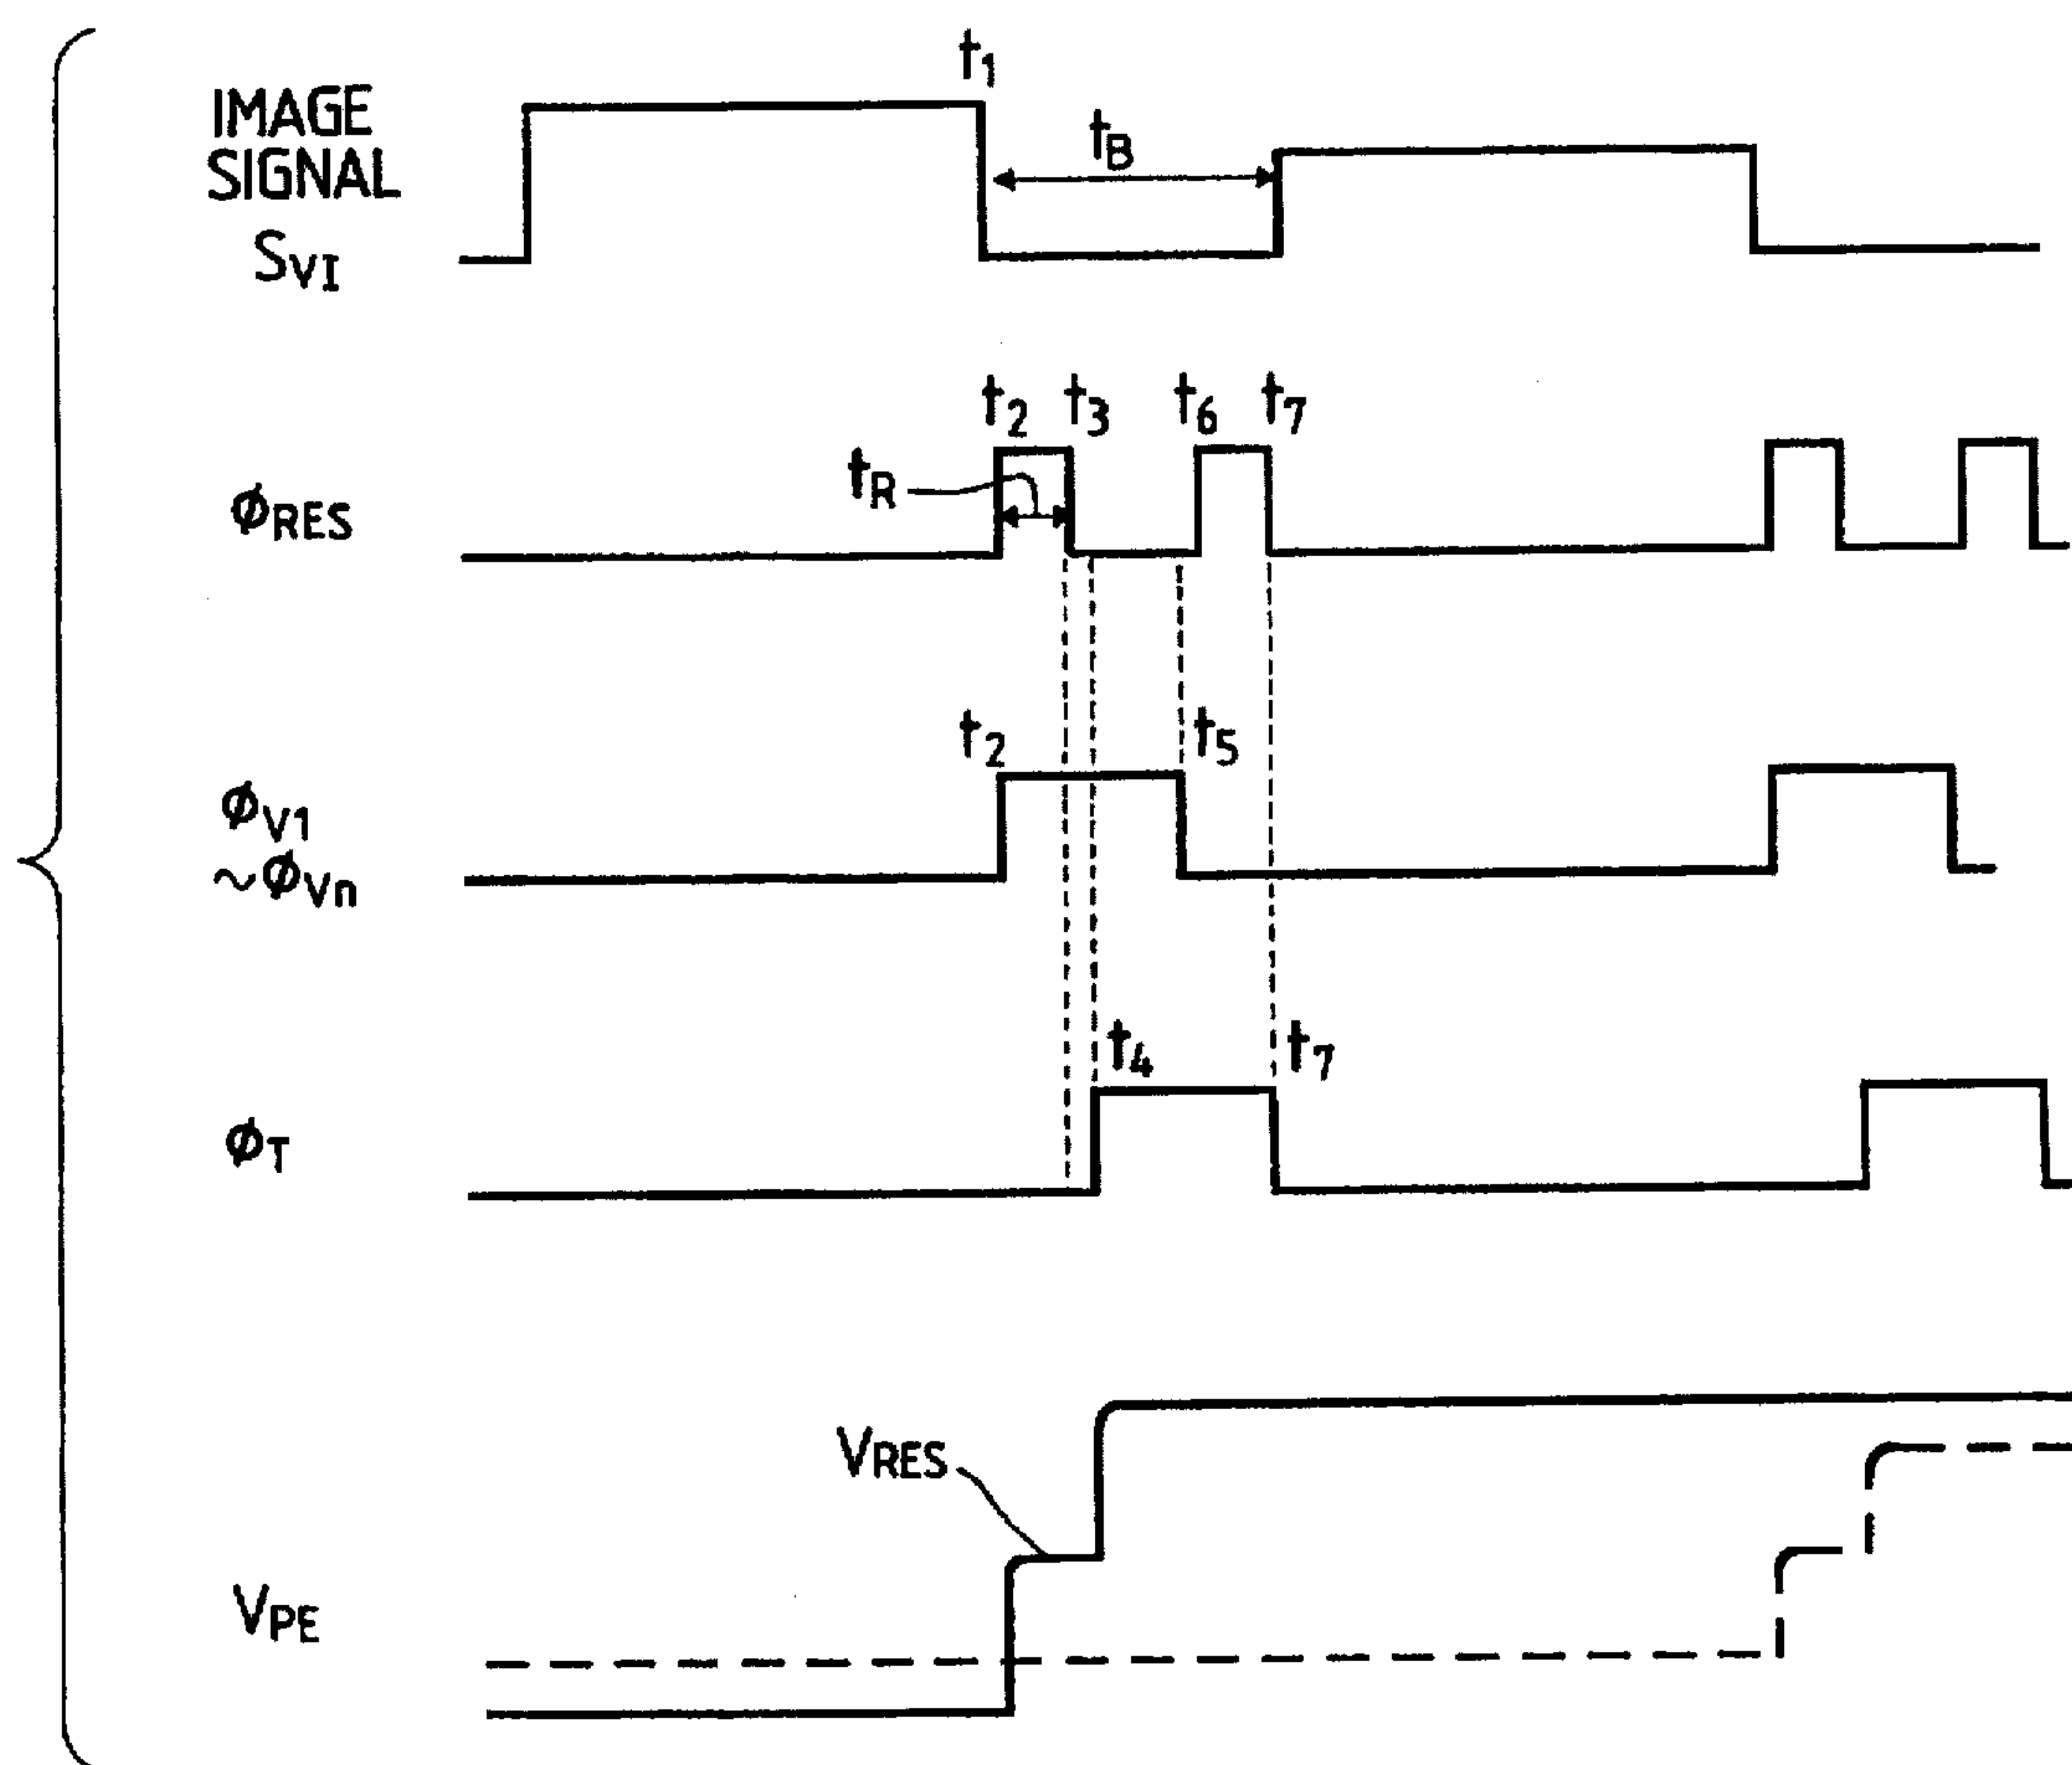 t1
IMAGE
SIGNAL
SVI
tB
t2 t3 t6 t7
tR
ϕRES
t2 t5
ϕV1
~ϕVn
t4 t7
ϕT
VRES
VPE